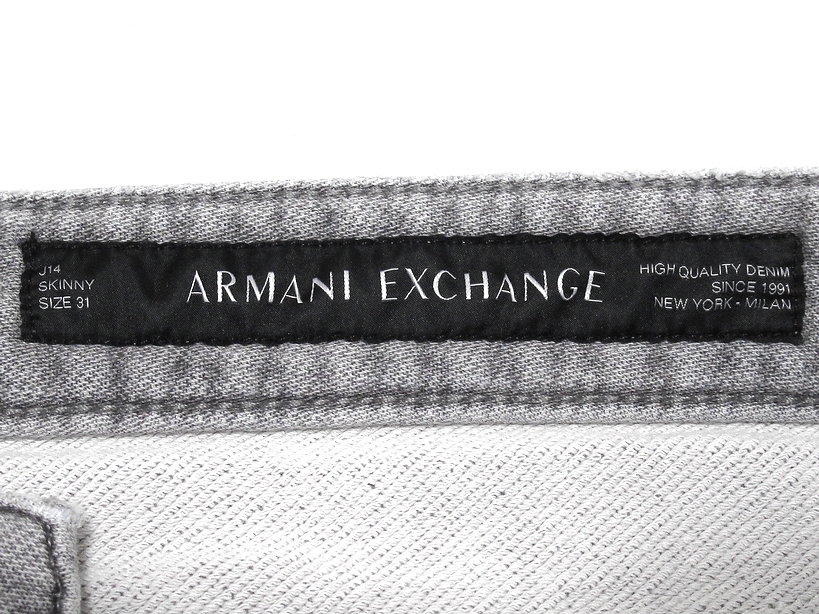 J14
SKINNY
SIZE 31
ARMANI EXCHANGE
HIGH QUALITY DENIM
SINCE 1991
NEW YORK - MILAN